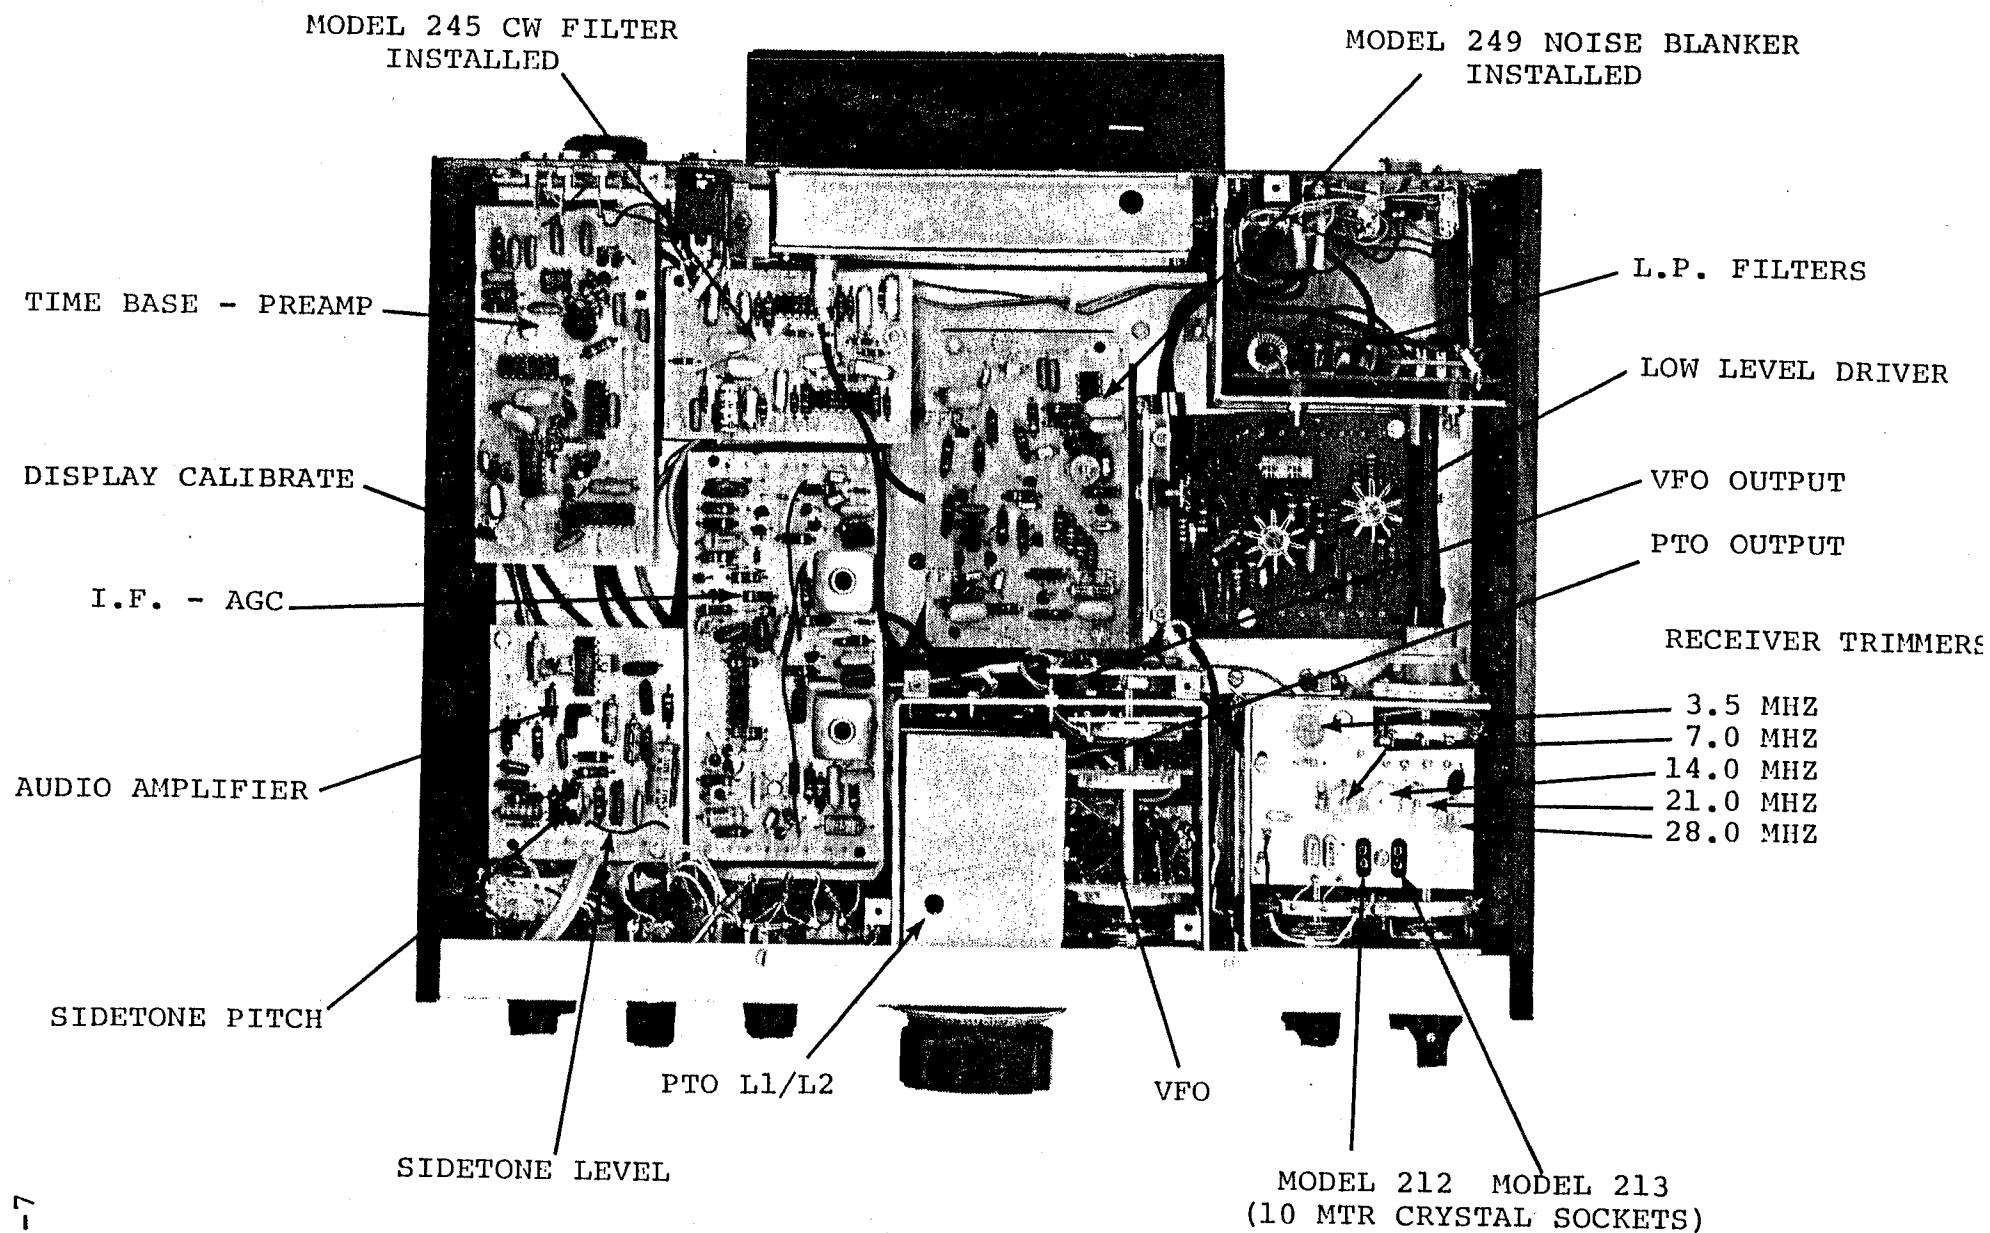 MODEL 245 CW FILTER
INSTALLED
MODEL 249 NOISE BLANKER
INSTALLED
TIME BASE - PREAMP
L.P. FILTERS
LOW LEVEL DRIVER
DISPLAY CALIBRATE
VFO OUTPUT
PTO OUTPUT
I.F. - AGC
RECEIVER TRIMMERS
3.5 MHZ
7.0 MHZ
14.0 MHZ
21.0 MHZ
28.0 MHZ
AUDIO AMPLIFIER
SIDETONE PITCH
PTO L1/L2
VFO
SIDETONE LEVEL
MODEL 212 MODEL 213
(10 MTR CRYSTAL SOCKETS)
-7